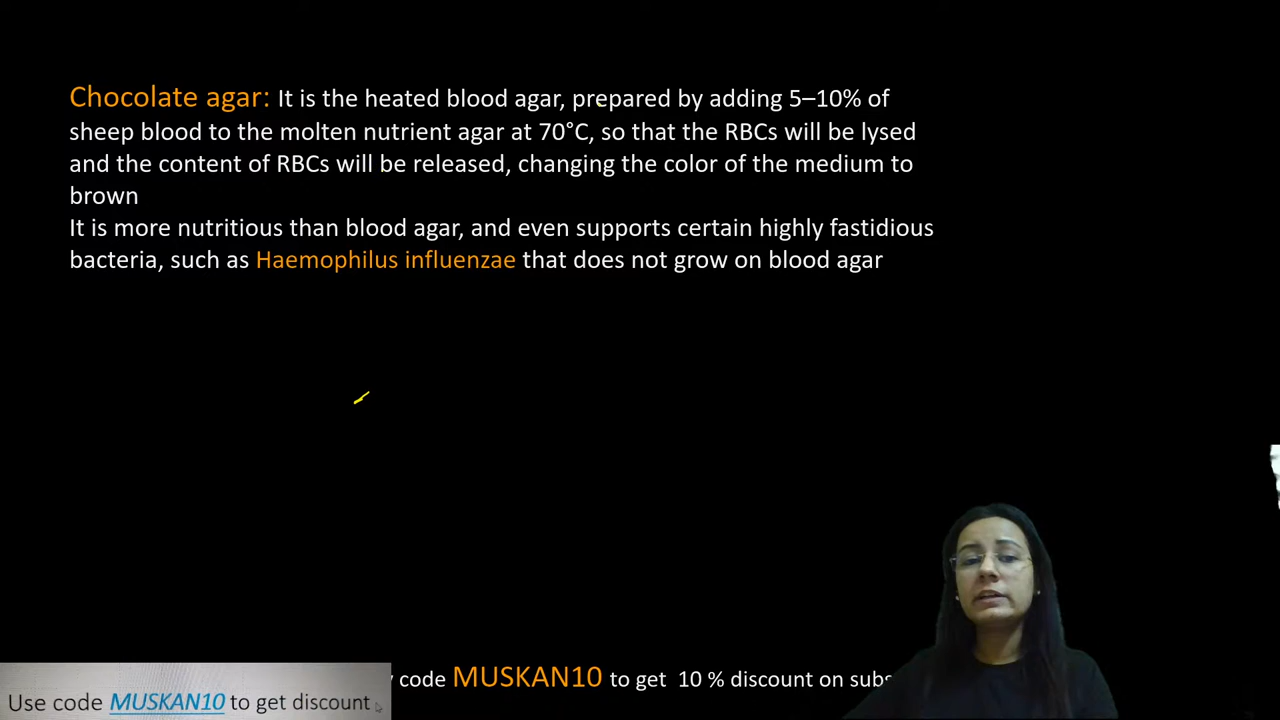 Chocolate agar: It is the heated blood agar, prepared by adding 5–10% of
sheep blood to the molten nutrient agar at 70°C, so that the RBCs will be lysed
and the content of RBCs will be released, changing the color of the medium to
brown
It is more nutritious than blood agar, and even supports certain highly fastidious
bacteria, such as Haemophilus influenzae that does not grow on blood agar
code MUSKAN10 to get 10 % discount on
Use code MUSKAN10 to get discount